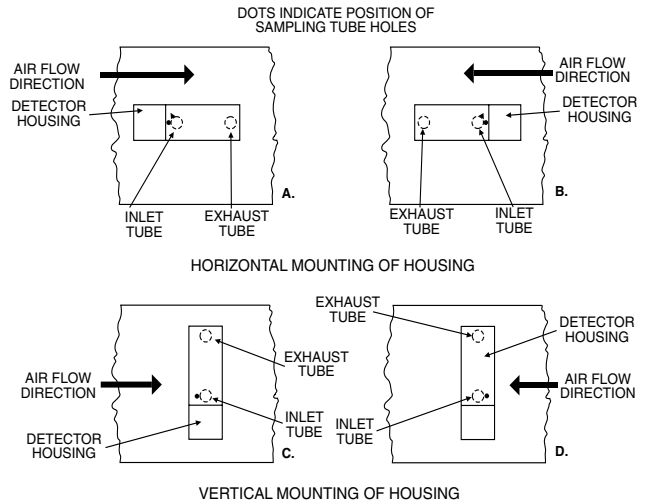 DOTS INDICATE POSITION OF
SAMPLING TUBE HOLES
AIR FLOW
DIRECTION
DETECTOR
HOUSING
INLET
TUBE
EXHAUST
TUBE
A.
AIR FLOW
DIRECTION
DETECTOR
HOUSING
EXHAUST
TUBE
INLET
TUBE
B.
HORIZONTAL MOUNTING OF HOUSING
AIR FLOW
DIRECTION
EXHAUST
TUBE
INLET
TUBE
DETECTOR
HOUSING
C.
EXHAUST
TUBE
DETECTOR
HOUSING
AIR FLOW
DIRECTION
INLET
TUBE
D.
VERTICAL MOUNTING OF HOUSING